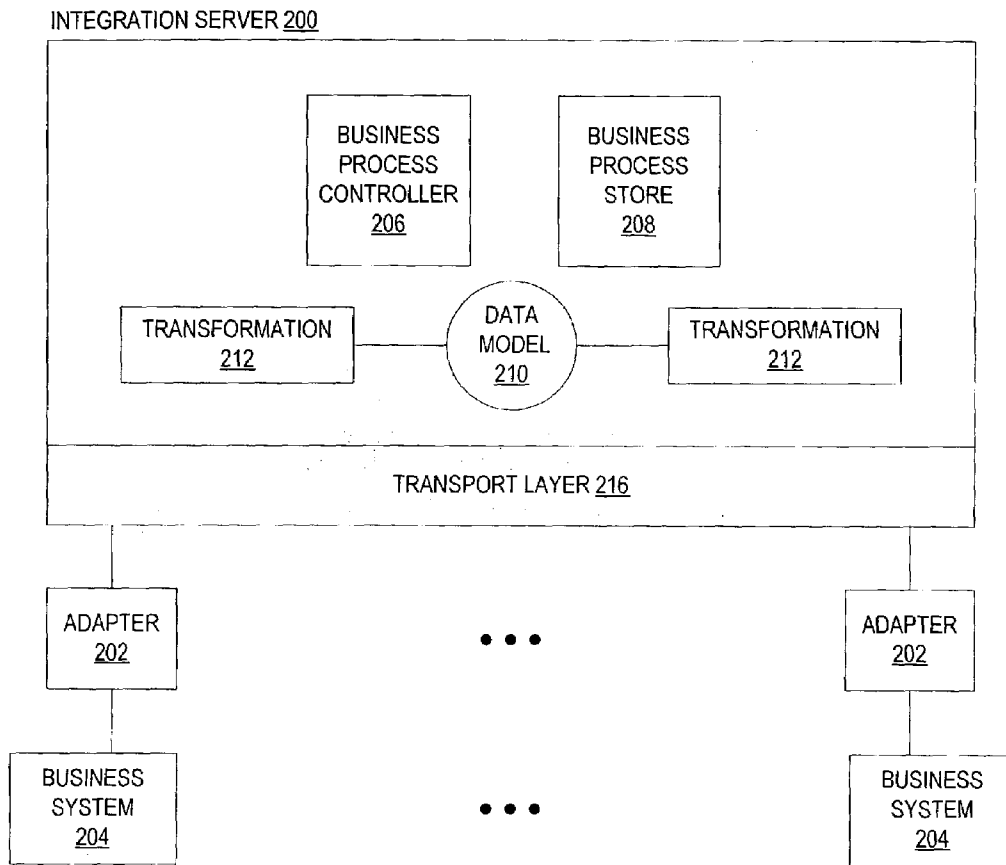 INTEGRATION SERVER 200
BUSINESS
PROCESS
CONTROLLER
206
BUSINESS
PROCESS
STORE
208
TRANSFORMATION
212
DATA
MODEL
210
TRANSFORMATION
212
TRANSPORT LAYER 216
ADAPTER
202
ADAPTER
202
BUSINESS
SYSTEM
204
BUSINESS
SYSTEM
204